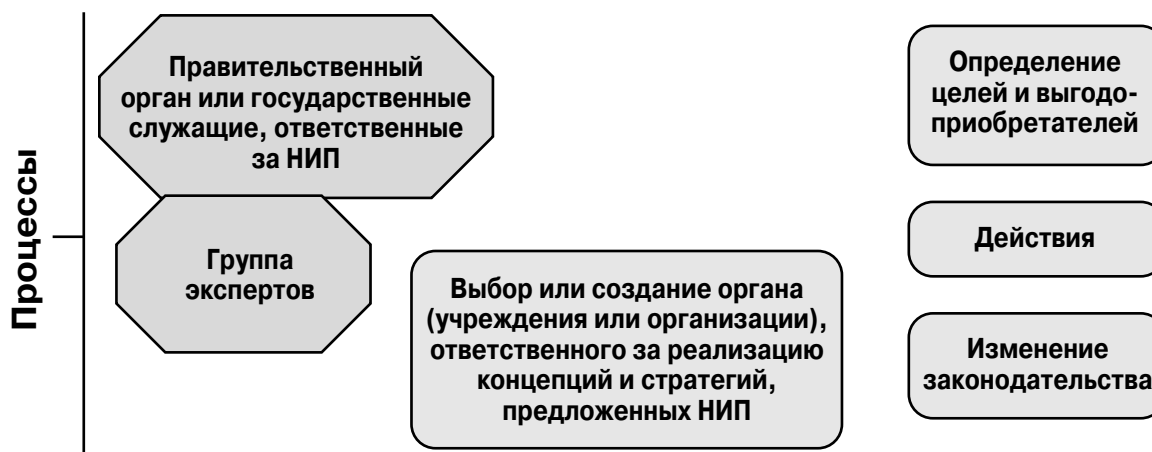 Процессы
Правительственный
орган или государственные
служащие, ответственные
за НИП
Группа
экспертов
Выбор или создание органа
(учреждения или организации),
ответственного за реализацию
концепций и стратегий,
предложенных НИП
Определение
целей и выгодо-
приобретателей
Действия
Изменение
законодательства